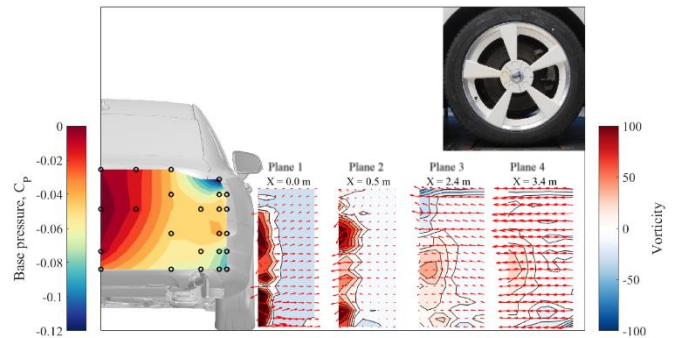 Plane 1
Plane 2
Plane 3
Plane 4
X = 0.0 m
X = 0.5 m
X = 2.4 m
X = 3.4 m
0
-0.02
-0.04
-0.06
-0.08
-0.1
-0.12
Base pressure, C_P
100
50
0
-50
-100
Vorticity